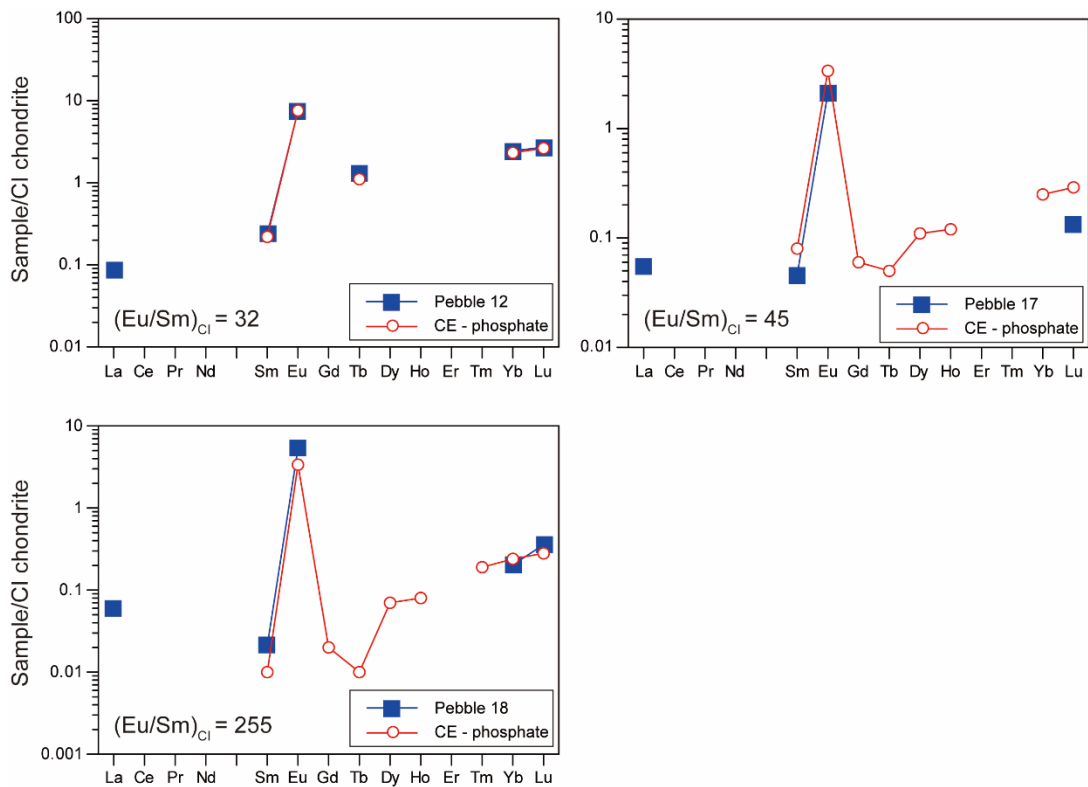 Sample/CI chondrite
100
10
1
0.1
0.01
(Eu/Sm)CI = 32
Pebble 12
CE - phosphate
La Ce Pr Nd Sm Eu Gd Tb Dy Ho Er Tm Yb Lu
10
1
0.1
0.01
(Eu/Sm)CI = 45
Pebble 17
CE - phosphate
La Ce Pr Nd Sm Eu Gd Tb Dy Ho Er Tm Yb Lu
Sample/CI chondrite
10
1
0.1
0.01
0.001
(Eu/Sm)CI = 255
Pebble 18
CE - phosphate
La Ce Pr Nd Sm Eu Gd Tb Dy Ho Er Tm Yb Lu